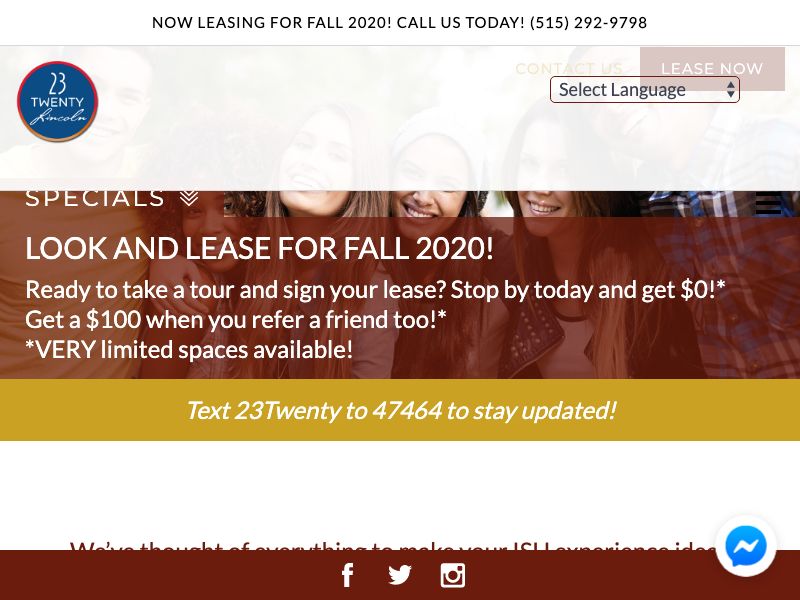 NOW LEASING FOR FALL 2020! CALL US TODAY! (515) 292-9798
CONTACT US
LEASE NOW
Select Language
23
TWENTY
Lincoln
SPECIALS
LOOK AND LEASE FOR FALL 2020!
Ready to take a tour and sign your lease? Stop by today and get $0!*
Get a $100 when you refer a friend too!*
*VERY limited spaces available!
Text 23Twenty to 47464 to stay updated!
We've thought of everything to make your ISU experience